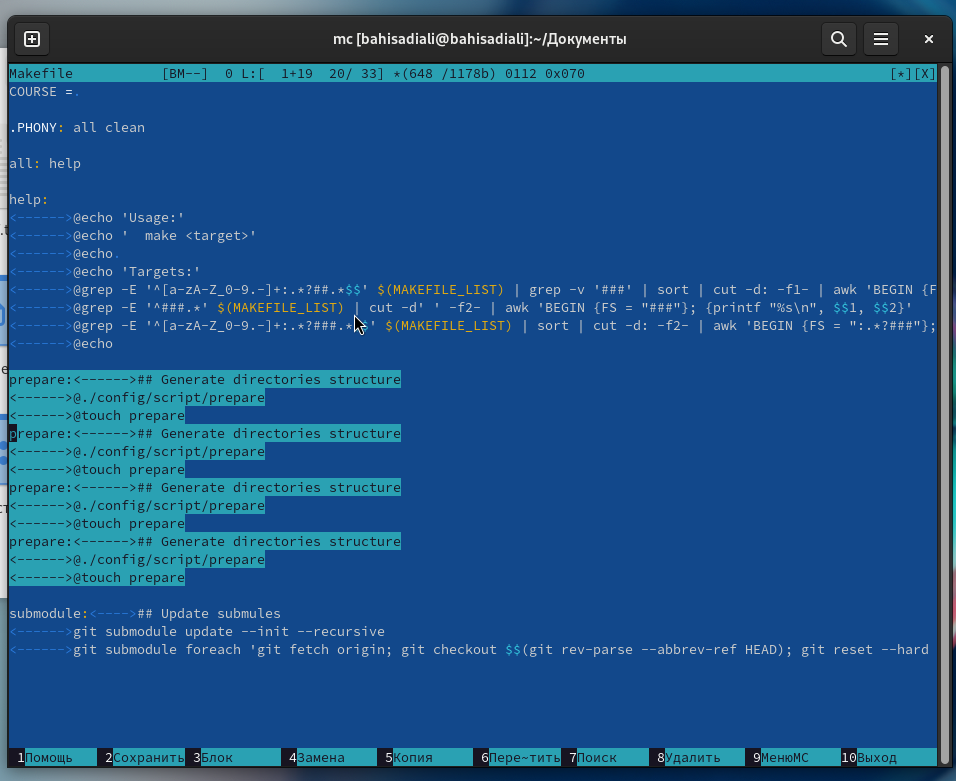 mc [bahisadiali@bahisadiali]:~/Документы
Makefile [BM--] 0 L:[ 1+19 20/ 33] *(648 /1178b) 0112 0x070 [*][X]
COURSE =.
.PHONY: all clean
all: help
help:
<------>@echo 'Usage:'
<------>@echo '  make <target>'
<------>@echo.
<------>@echo 'Targets:'
<------>@grep -E '^[a-zA-Z_0-9.-]+:.*?##.*$$' $(MAKEFILE_LIST) | grep -v '###' | sort | cut -d: -f1- | awk 'BEGIN {F
<------>@grep -E '^###.*' $(MAKEFILE_LIST) | cut -d' ' -f2- | awk 'BEGIN {FS = "###"}; {printf "%s\n", $$1, $$2}'
<------>@grep -E '^[a-zA-Z_0-9.-]+:.*?###.*$$' $(MAKEFILE_LIST) | sort | cut -d: -f2- | awk 'BEGIN {FS = ":.*?###"};
<------>@echo
prepare:<------>## Generate directories structure
<------>@./config/script/prepare
<------>@touch prepare
prepare:<------>## Generate directories structure
<------>@./config/script/prepare
<------>@touch prepare
prepare:<------>## Generate directories structure
<------>@./config/script/prepare
<------>@touch prepare
prepare:<------>## Generate directories structure
<------>@./config/script/prepare
<------>@touch prepare
submodule:<---->## Update submules
<------>git submodule update --init --recursive
<------>git submodule foreach 'git fetch origin; git checkout $$(git rev-parse --abbrev-ref HEAD); git reset --hard
1Помощь 2Сохранить 3Блок 4Замена 5Копия 6Пере~тить 7Поиск 8Удалить 9МенюMC 10Выход